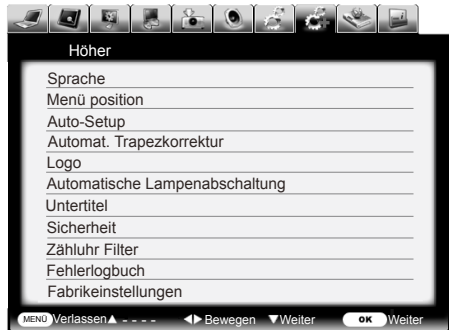 Höher
Sprache
Menü position
Auto-Setup
Automat. Trapezkorrektur
Logo
Automatische Lampenabschaltung
Untertitel
Sicherheit
Zähluhr Filter
Fehlerlogbuch
Fabrikeinstellungen
MENÜ Verlassen ▲ - - - - ◀▶ Bewegen ▼ Weiter OK Weiter